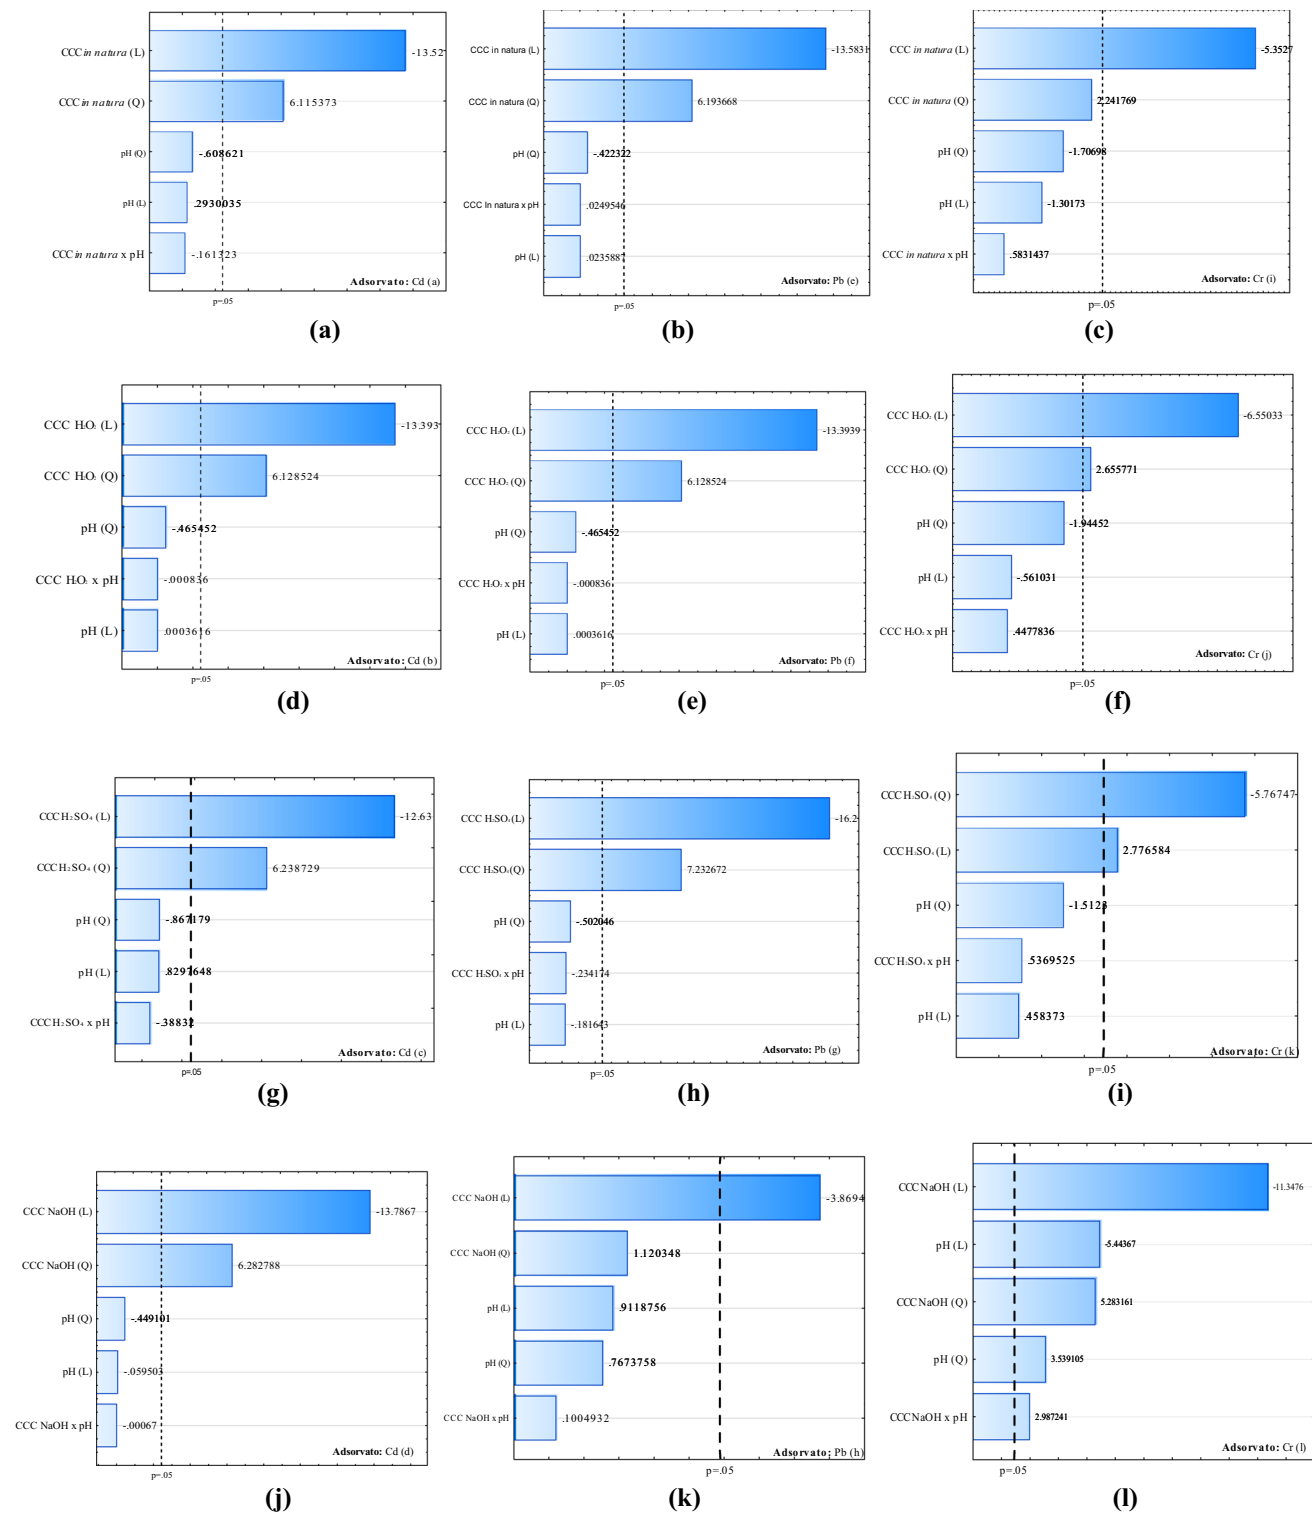 CCC in natura (L)
-13.52
CCC in natura (Q)
6.115373
pH (Q)
-.608621
pH (L)
.2930035
CCC in natura x pH
-.161323
Adsorvato: Cd (a)
p=.05
(a)
CCC in natura (L)
-13.5831
CCC in natura (Q)
6.193668
pH (Q)
-.422322
CCC In natura x pH
.0249546
pH (L)
.0235887
Adsorvato: Pb (e)
p=.05
(b)
CCC in natura (L)
-5.3527
CCC in natura (Q)
2.241769
pH (Q)
-1.70698
pH (L)
-1.30173
CCC in natura x pH
.5831437
Adsorvato: Cr (i)
p=.05
(c)
CCC H₂O₂ (L)
-13.393
CCC H₂O₂ (Q)
6.128524
pH (Q)
-.465452
CCC H₂O₂ x pH
-.000836
pH (L)
.0003616
Adsorvato: Cd (b)
p=.05
(d)
CCC H₂O₂ (L)
-13.3939
CCC H₂O₂ (Q)
6.128524
pH (Q)
-.465452
CCC H₂O₂ x pH
-.000836
pH (L)
.0003616
Adsorvato: Pb (f)
p=.05
(e)
CCC H₂O₂ (L)
-6.55033
CCC H₂O₂ (Q)
2.655771
pH (Q)
-1.94452
pH (L)
-.561031
CCC H₂O₂ x pH
.4477836
Adsorvato: Cr (j)
p=.05
(f)
CCC H₂SO₄ (L)
-12.63
CCC H₂SO₄ (Q)
6.238729
pH (Q)
-.867179
pH (L)
.8297648
CCC H₂SO₄ x pH
-.38832
Adsorvato: Cd (c)
p=.05
(g)
CCC H₂SO₄(L)
-16.2
CCC H₂SO₄(Q)
7.232672
pH (Q)
-.502046
CCC H₂SO₄ x pH
-.234174
pH (L)
-.181643
Adsorvato: Pb (g)
p=.05
(h)
CCC H₂SO₄ (Q)
-5.76747
CCC H₂SO₄ (L)
2.776584
pH (Q)
-1.5123
CCC H₂SO₄ x pH
.5369525
pH (L)
.458373
Adsorvato: Cr (k)
p=.05
(i)
CCC NaOH (L)
-13.7867
CCC NaOH (Q)
6.282788
pH (Q)
-.449101
pH (L)
-.059503
CCC NaOH x pH
-.00067
Adsorvato: Cd (d)
p=.05
(j)
CCC NaOH (L)
-3.8694
CCC NaOH (Q)
1.120348
pH (L)
.9118756
pH (Q)
.7673758
CCC NaOH x pH
.1004932
Adsorvato: Pb (h)
p=.05
(k)
CCC NaOH (L)
-11.3476
pH (L)
-5.44367
CCC NaOH (Q)
5.283161
pH (Q)
3.539105
CCC NaOH x pH
2.987241
Adsorvato: Cr (l)
p=.05
(l)